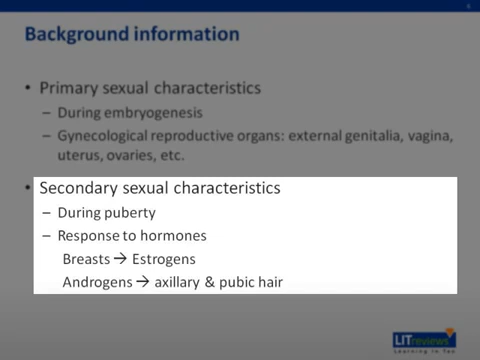 Background information
• Primary sexual characteristics
– During embryogenesis
– Gynecological reproductive organs: external genitalia, vagina,
uterus, ovaries, etc.
• Secondary sexual characteristics
– During puberty
– Response to hormones
Breasts → Estrogens
Androgens → axillary & pubic hair
LITreviews
Learning in Ten